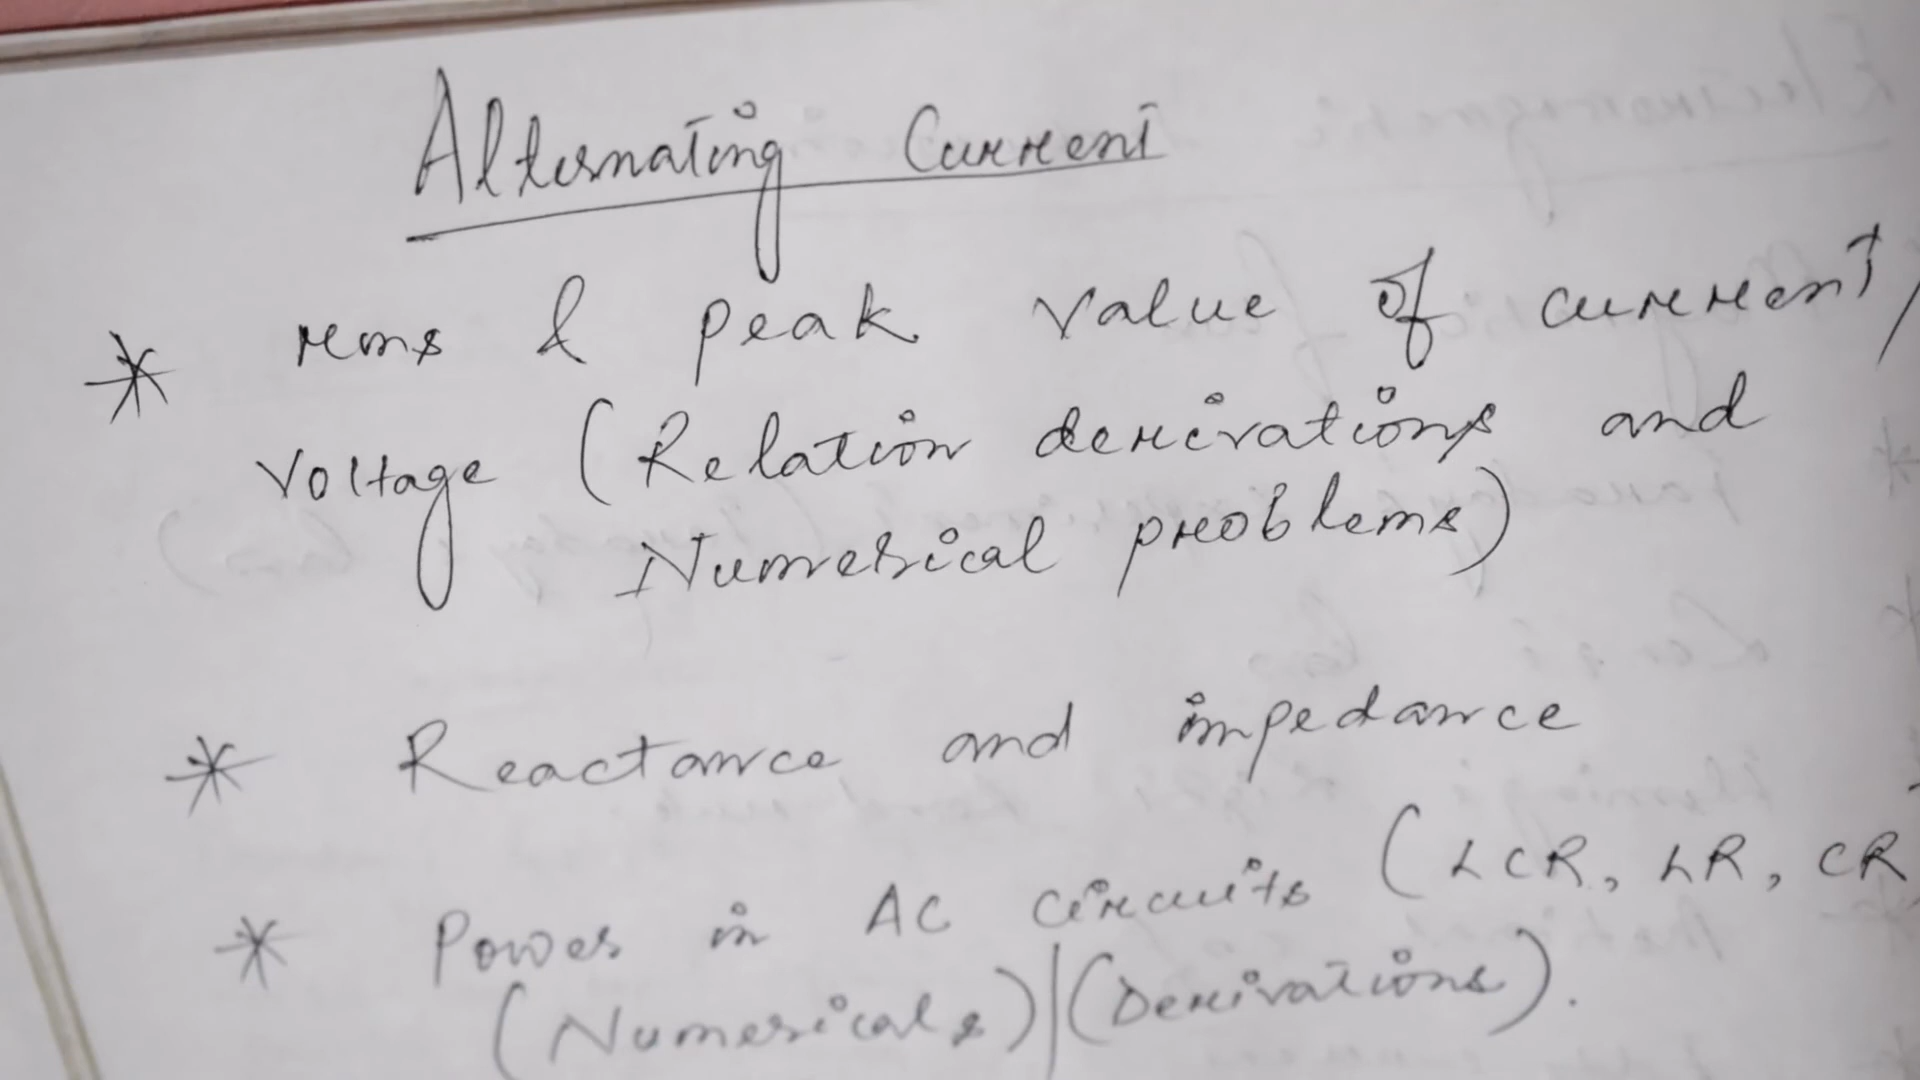 Alternating Current
* rms & peak value of current/
voltage (Relation derivations and
Numerical problems)
* Reactance and impedance
* Power in AC circuits (LCR, LR, CR
(Numericals)|(Derivations).